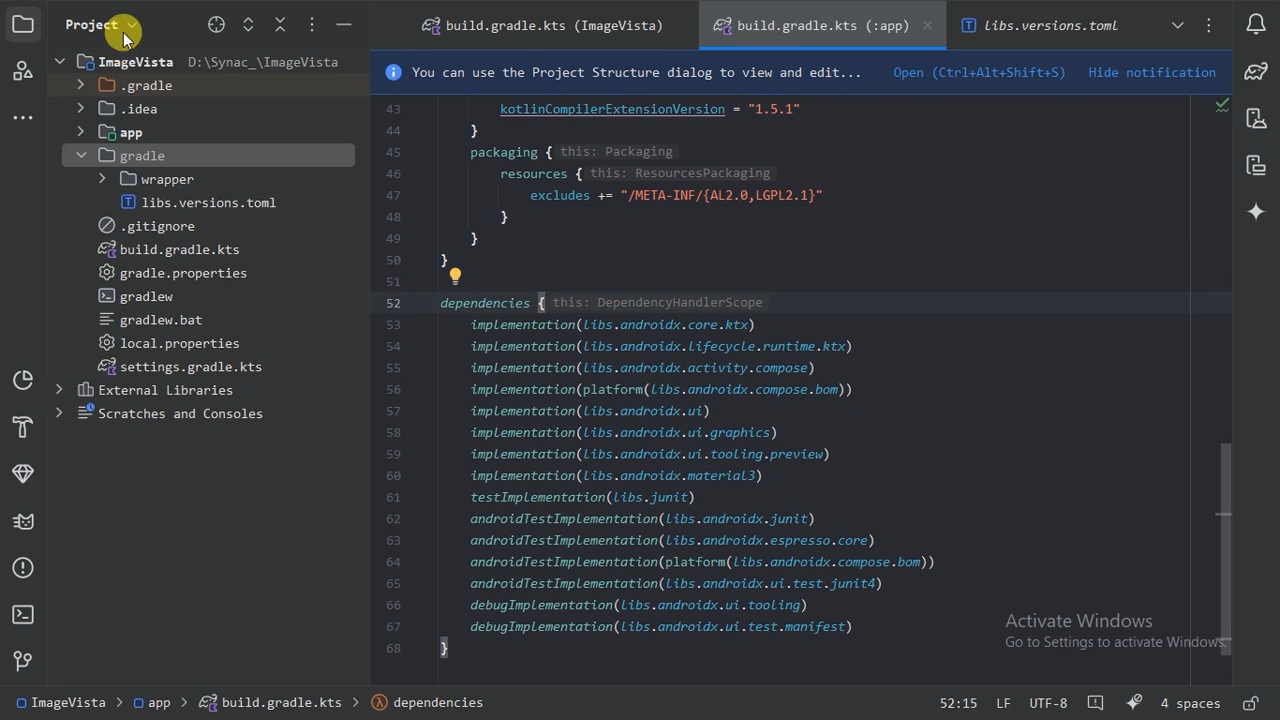 Project
build.gradle.kts (ImageVista)
build.gradle.kts (:app)
libs.versions.toml
ImageVista D:\Synac_\ImageVista
.gradle
.idea
app
gradle
wrapper
libs.versions.toml
.gitignore
build.gradle.kts
gradle.properties
gradlew
gradlew.bat
local.properties
settings.gradle.kts
External Libraries
Scratches and Consoles
You can use the Project Structure dialog to view and edit... Open (Ctrl+Alt+Shift+S) Hide notification
43 kotlinCompilerExtensionVersion = "1.5.1"
44 }
45 packaging { this: Packaging
46 resources { this: ResourcesPackaging
47 excludes += "/META-INF/{AL2.0,LGPL2.1}"
48 }
49 }
50 }
51
52 dependencies { this: DependencyHandlerScope
53 implementation(libs.androidx.core.ktx)
54 implementation(libs.androidx.lifecycle.runtime.ktx)
55 implementation(libs.androidx.activity.compose)
56 implementation(platform(libs.androidx.compose.bom))
57 implementation(libs.androidx.ui)
58 implementation(libs.androidx.ui.graphics)
59 implementation(libs.androidx.ui.tooling.preview)
60 implementation(libs.androidx.material3)
61 testImplementation(libs.junit)
62 androidTestImplementation(libs.androidx.junit)
63 androidTestImplementation(libs.androidx.espresso.core)
64 androidTestImplementation(platform(libs.androidx.compose.bom))
65 androidTestImplementation(libs.androidx.ui.test.junit4)
66 debugImplementation(libs.androidx.ui.tooling)
67 debugImplementation(libs.androidx.ui.test.manifest)
68 }
Activate Windows
Go to Settings to activate Windows.
ImageVista > app > build.gradle.kts > dependencies
52:15 LF UTF-8 4 spaces